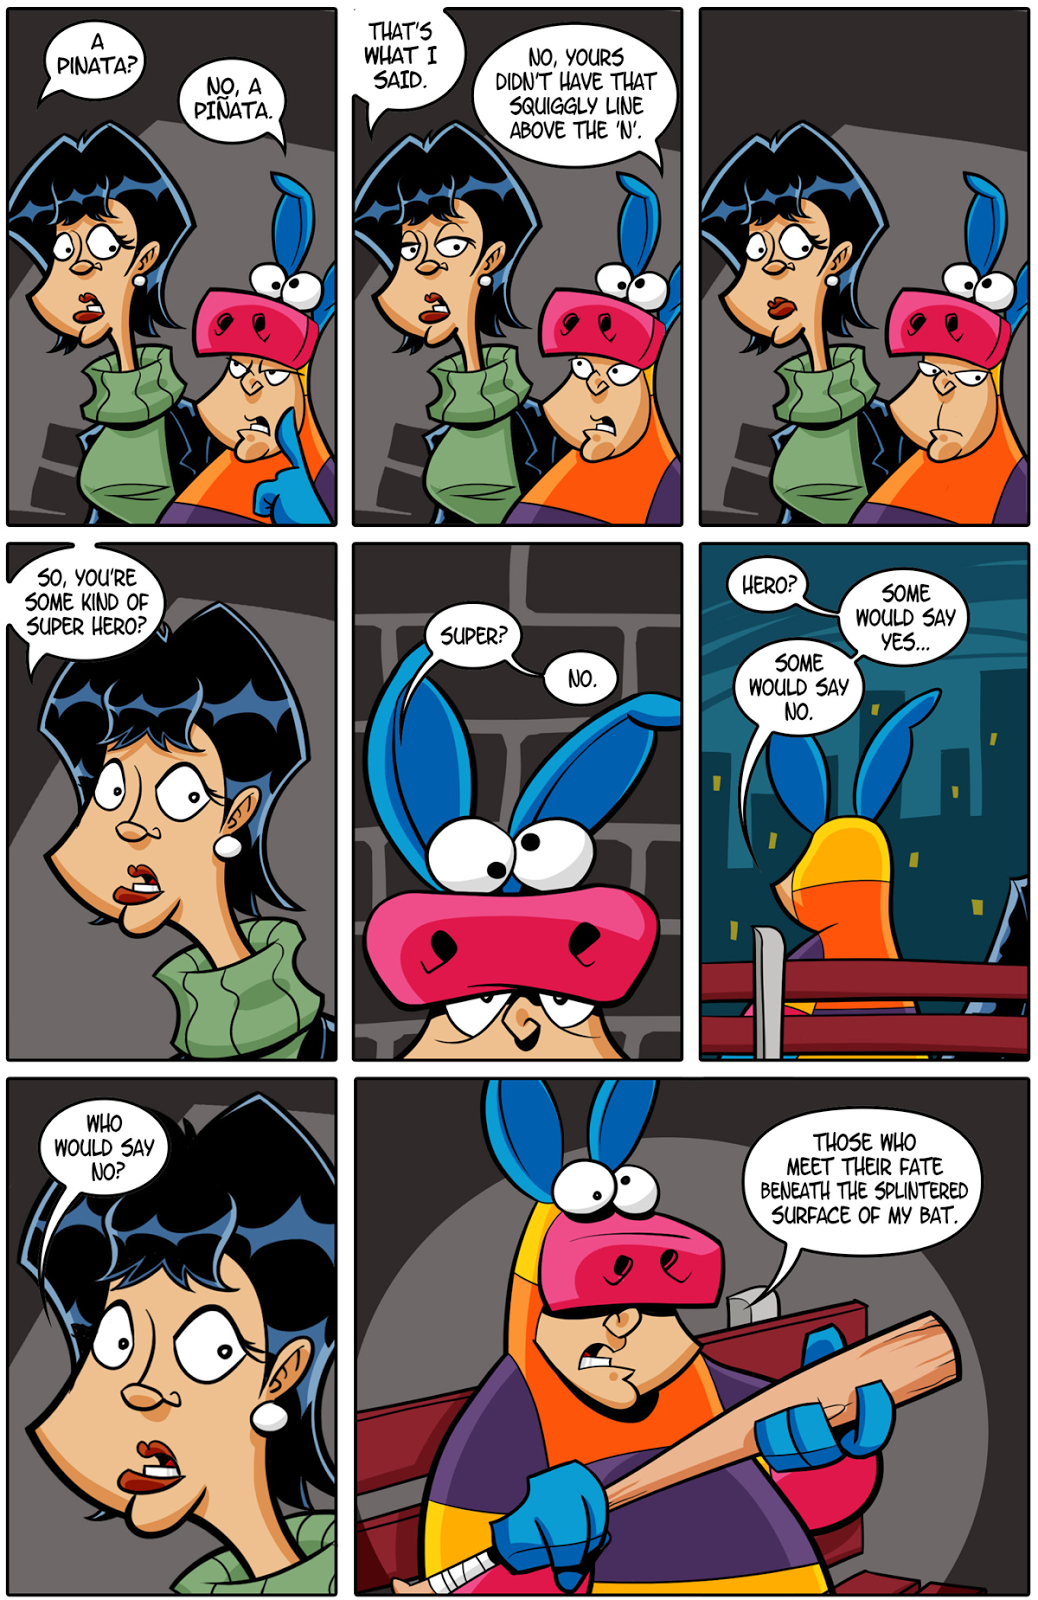 A
PINATA?
NO, A
PIÑATA.
THAT'S
WHAT I
SAID.
NO, YOURS
DIDN'T HAVE THAT
SQUIGGLY LINE
ABOVE THE 'N'.
SO, YOU'RE
SOME KIND OF
SUPER HERO?
SUPER?
NO.
HERO?
SOME
WOULD SAY
YES...
SOME
WOULD SAY
NO.
WHO
WOULD SAY
NO?
THOSE WHO
MEET THEIR FATE
BENEATH THE SPLINTERED
SURFACE OF MY BAT.